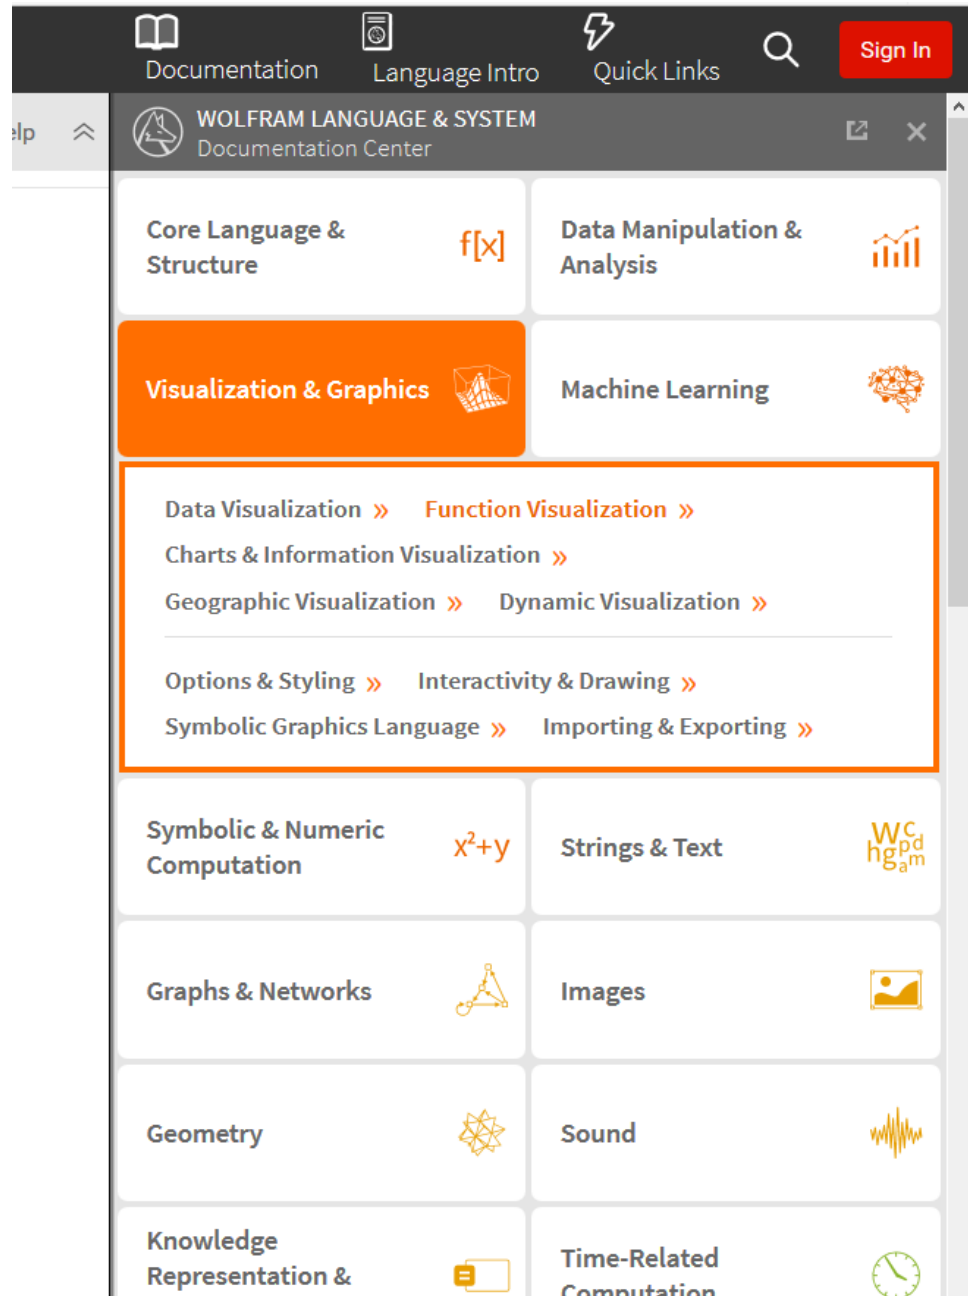 Documentation
Language Intro
Quick Links
Sign In
elp
WOLFRAM LANGUAGE & SYSTEM
Documentation Center
Core Language &
Structure
f[x]
Data Manipulation &
Analysis
Visualization & Graphics
Machine Learning
Data Visualization » Function Visualization »
Charts & Information Visualization »
Geographic Visualization » Dynamic Visualization »
Options & Styling » Interactivity & Drawing »
Symbolic Graphics Language » Importing & Exporting »
Symbolic & Numeric
Computation
x²+y
Strings & Text
W c
h g p d
a m
Graphs & Networks
Images
Geometry
Sound
Knowledge
Representation &
Time-Related
Computation